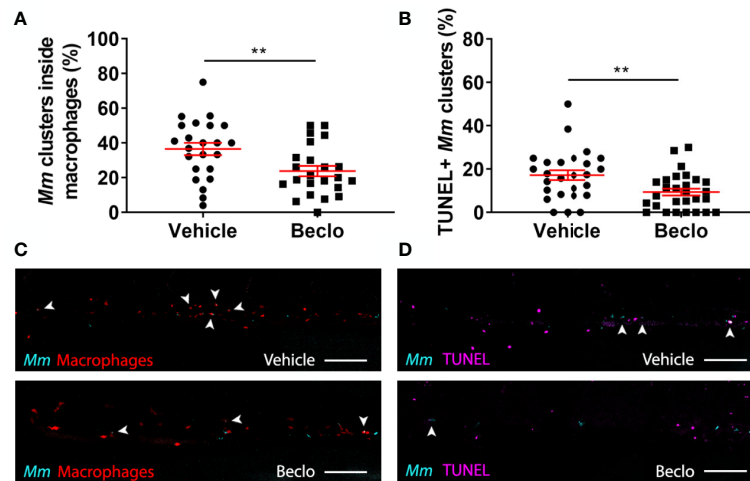 A
B
Mm clusters inside
macrophages (%)
100
80
60
40
20
0
**
Vehicle
Beclo
TUNEL+ Mm clusters (%)
80
60
40
20
0
**
Vehicle
Beclo
C
D
Mm Macrophages
Vehicle
Mm TUNEL
Vehicle
Mm Macrophages
Beclo
Mm TUNEL
Beclo